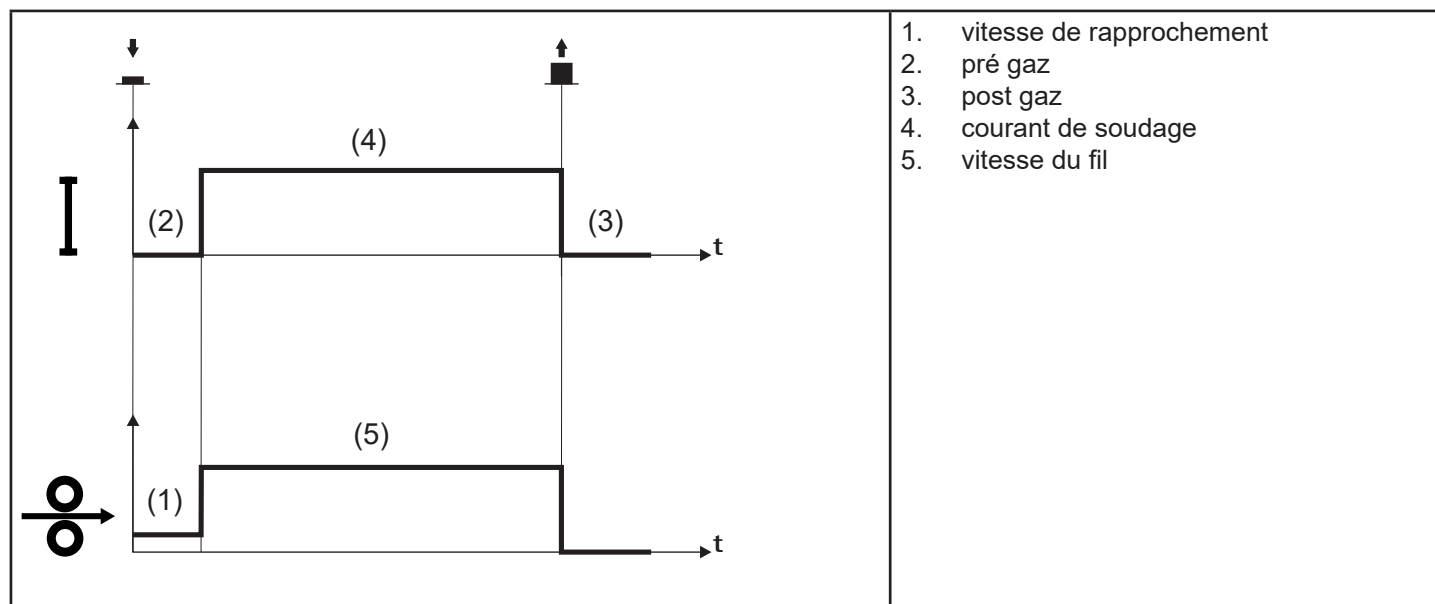 (4)
I
(2)
(3)
t
(5)
(1)
t
1. vitesse de rapprochement
2. pré gaz
3. post gaz
4. courant de soudage
5. vitesse du fil